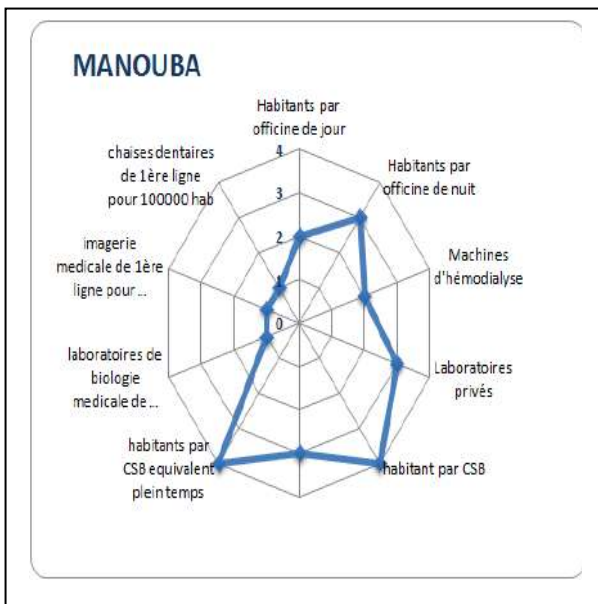 MANOUBA
Habitants par
officine de jour
Habitants par
officine de nuit
Machines
d'hémodialyse
Laboratoires
privés
habitant par CSB
habitants par
CSB equivalent
plein temps
laboratoires de
biologie
medicale de ...
imagerie
medicale de 1ère
ligne pour ...
chaises dentaires
de 1ère ligne
pour 100000 hab
4
3
2
1
0